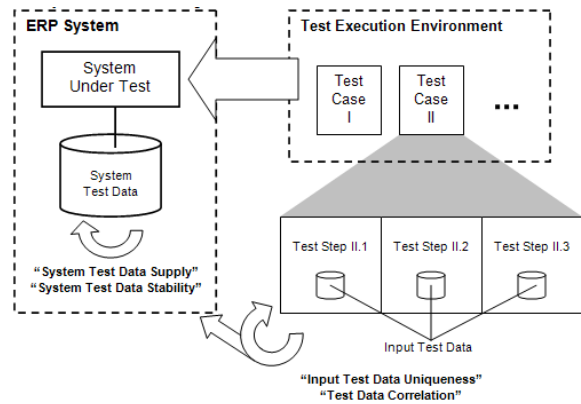 ERP System
System
Under Test
System
Test Data
“System Test Data Supply”
“System Test Data Stability”
Test Execution Environment
Test
Case
I
Test
Case
II
...
Test Step II.1
Test Step II.2
Test Step II.3
Input Test Data
“Input Test Data Uniqueness”
“Test Data Correlation”